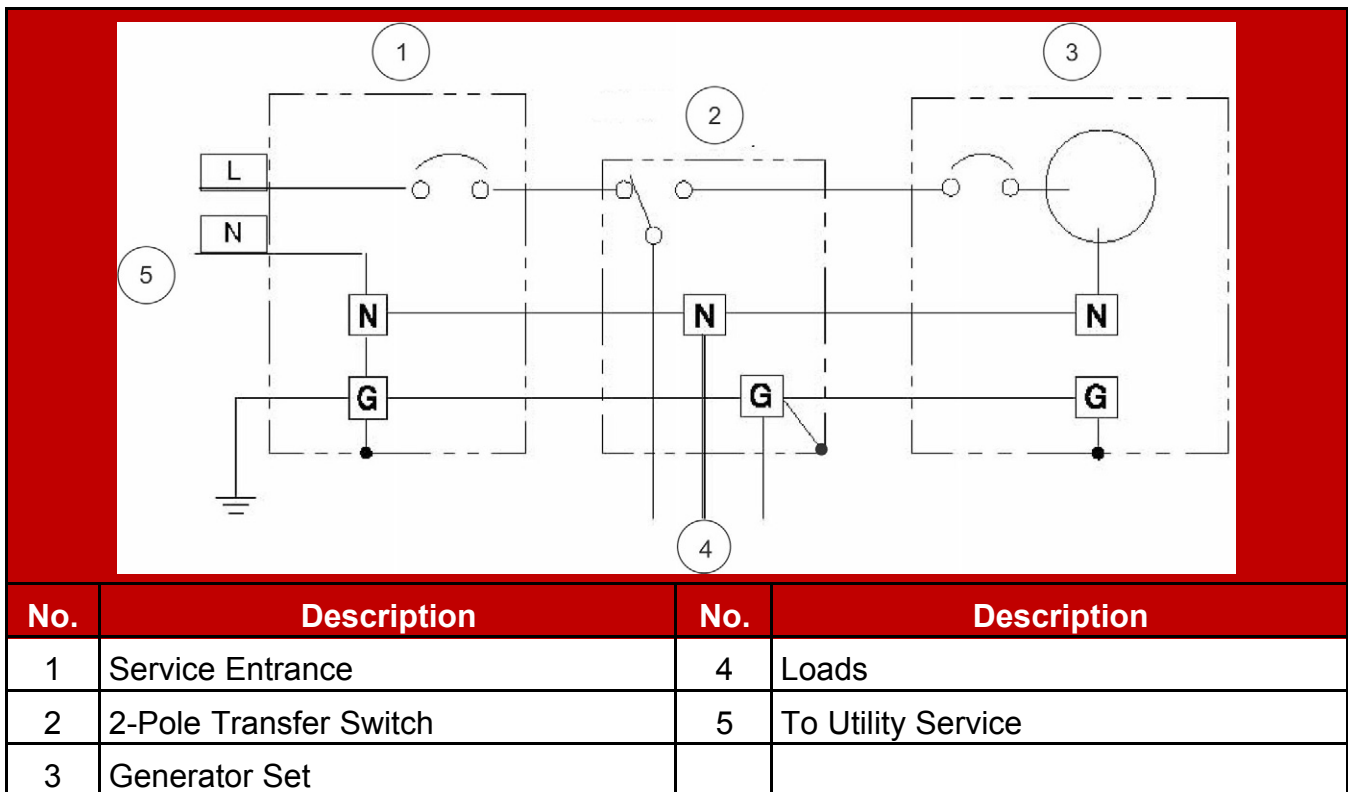 1
3
2
L
N
5
N
N
N
G
G
G
4
No. Description No. Description
1 Service Entrance 4 Loads
2 2-Pole Transfer Switch 5 To Utility Service
3 Generator Set